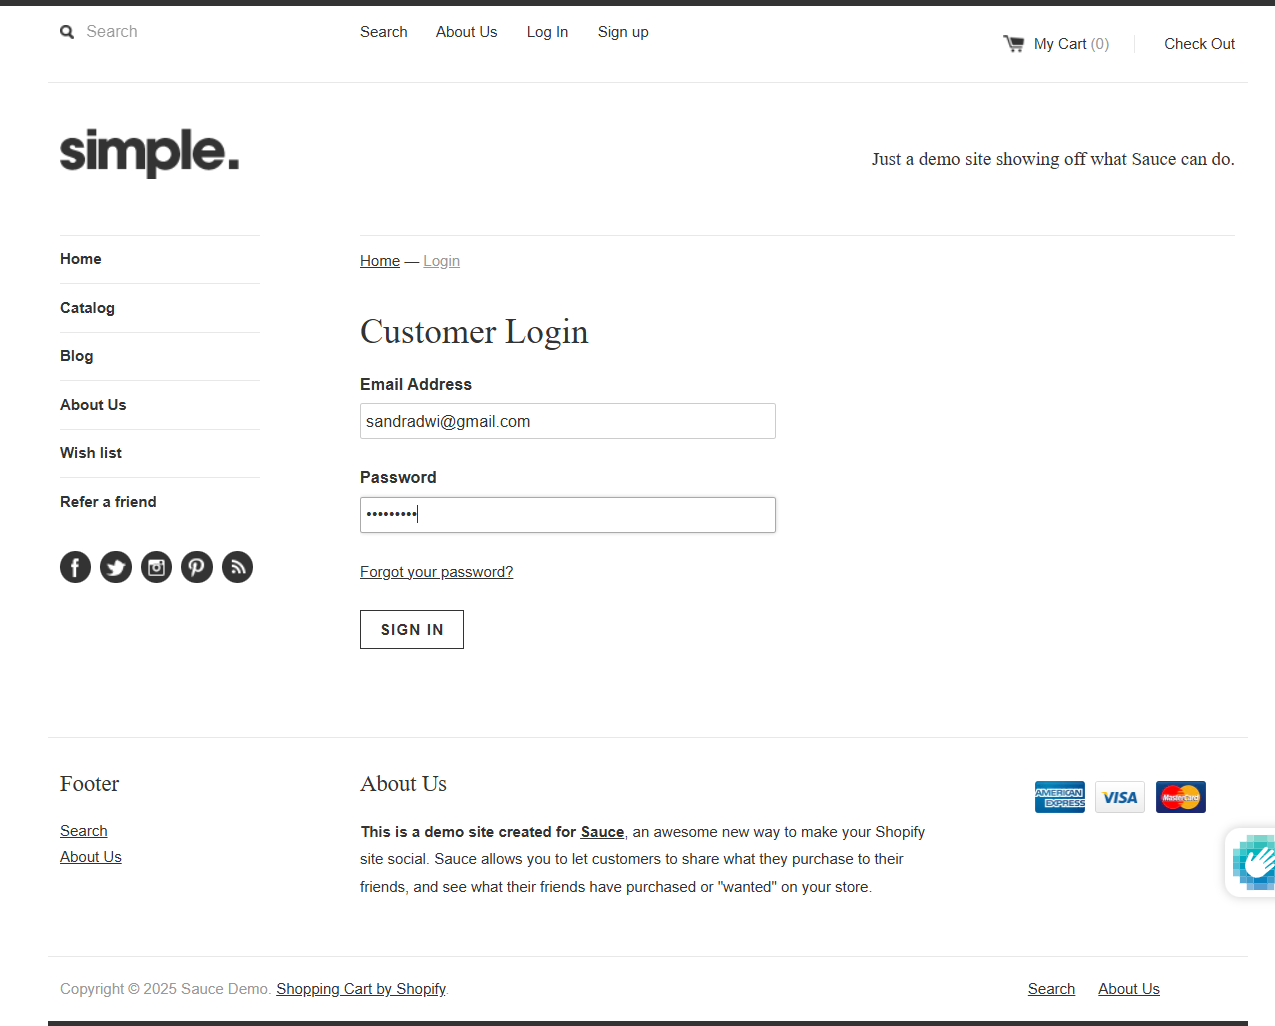 Search
Search About Us Log In Sign up
My Cart (0) Check Out
simple.
Just a demo site showing off what Sauce can do.
Home
Catalog
Blog
About Us
Wish list
Refer a friend
Home — Login
Customer Login
Email Address
sandradwi@gmail.com
Password
•••••••••
Forgot your password?
SIGN IN
Footer
Search
About Us
About Us
This is a demo site created for Sauce, an awesome new way to make your Shopify
site social. Sauce allows you to let customers to share what they purchase to their
friends, and see what their friends have purchased or "wanted" on your store.
AMERICAN EXPRESS
VISA
MasterCard
Copyright © 2025 Sauce Demo. Shopping Cart by Shopify.
Search About Us